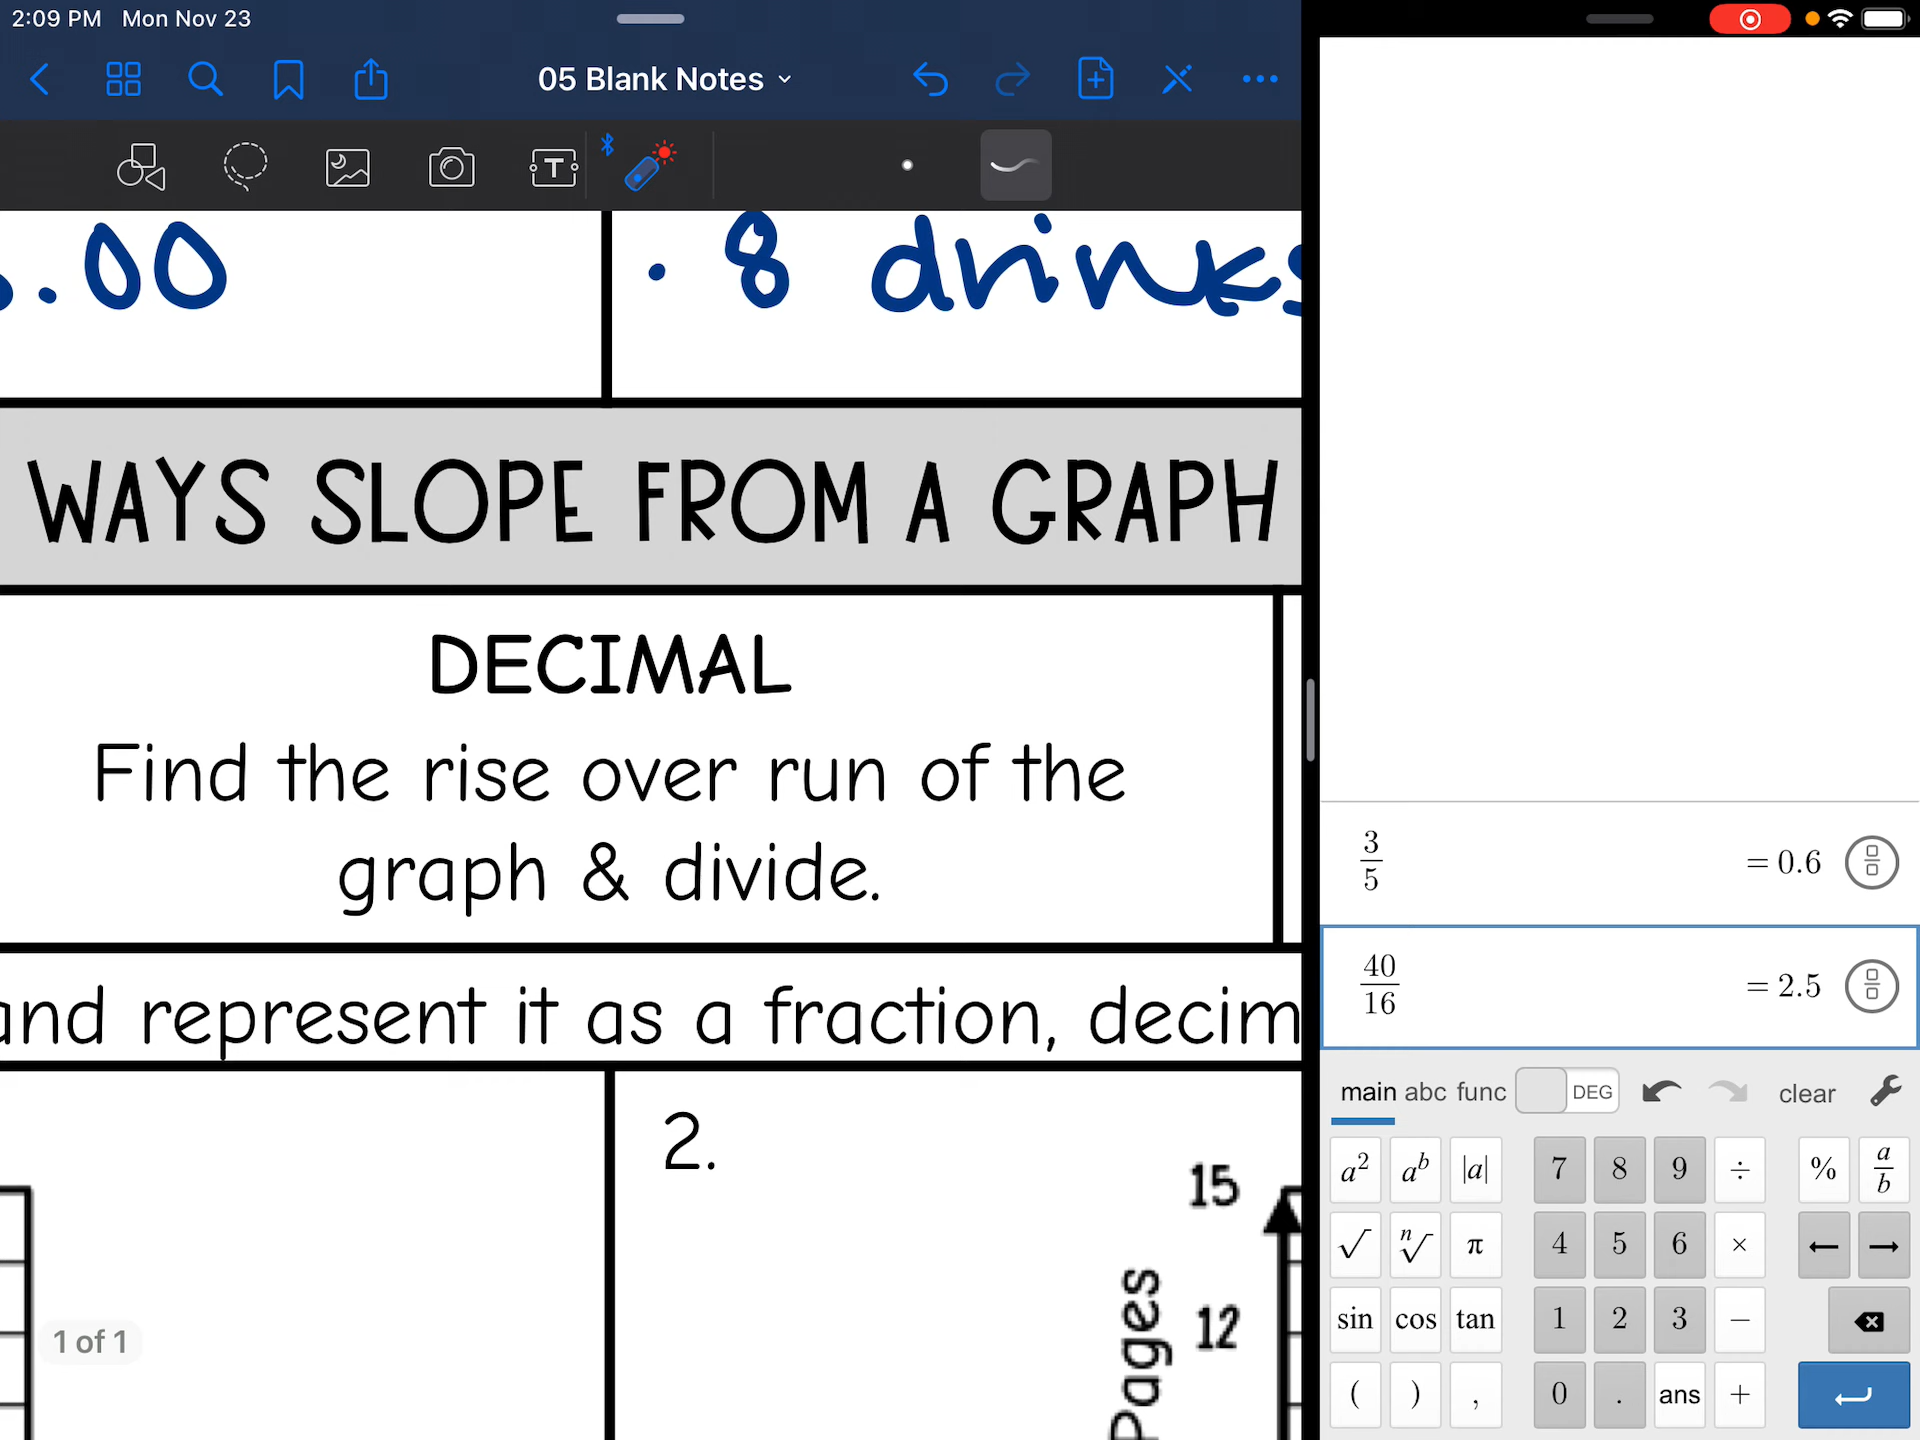 2:09 PM Mon Nov 23
05 Blank Notes
T
.00
· 8 drinks
WAYS SLOPE FROM A GRAPH
DECIMAL
Find the rise over run of the
graph & divide.
and represent it as a fraction, decim
2.
15
12
Pages
1 of 1
3/5 = 0.6
40/16 = 2.5
main abc func DEG clear
a² aᵇ |a| 7 8 9 ÷ % a/b
√ ⁿ√ π 4 5 6 × ← →
sin cos tan 1 2 3 −
( ) , 0 . ans +